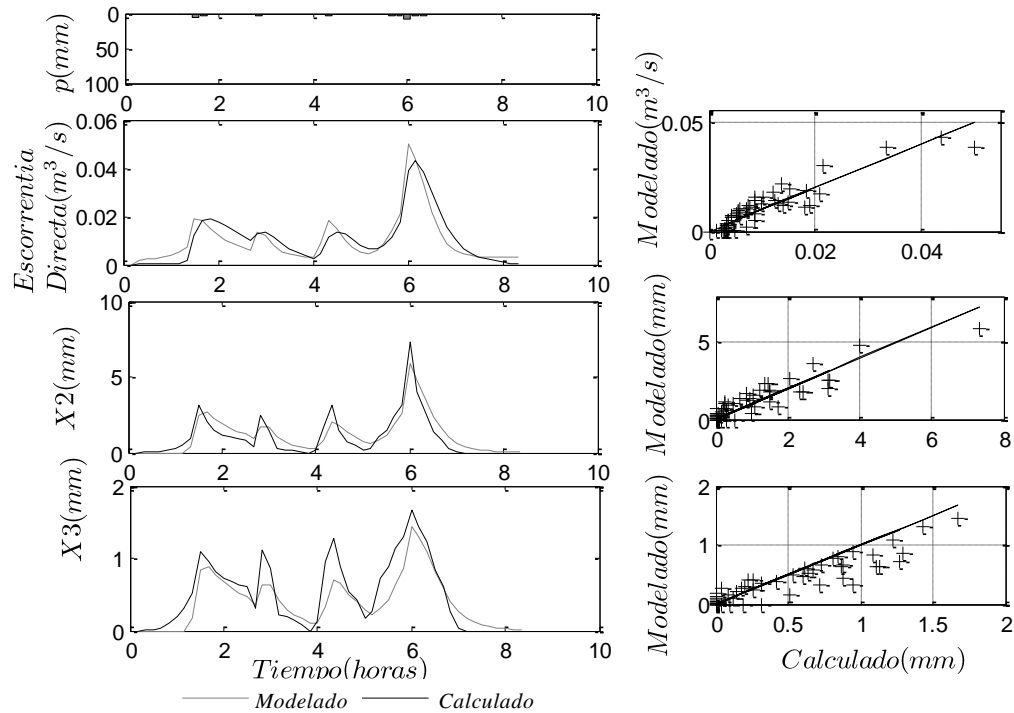 p(mm)
0
50
100
0 2 4 6 8 10
Escorrentia
Directa(m³/s)
0.06
0.04
0.02
0
0 2 4 6 8 10
X2(mm)
10
5
0
0 2 4 6 8 10
X3(mm)
2
1
0
0 2 4 6 8 10
Tiempo(horas)
Modelado Calculado
Modelado(m³/s)
0.05
0
0 0.02 0.04
Modelado(mm)
5
0
0 2 4 6 8
Modelado(mm)
2
1
0
0 0.5 1 1.5 2
Calculado(mm)